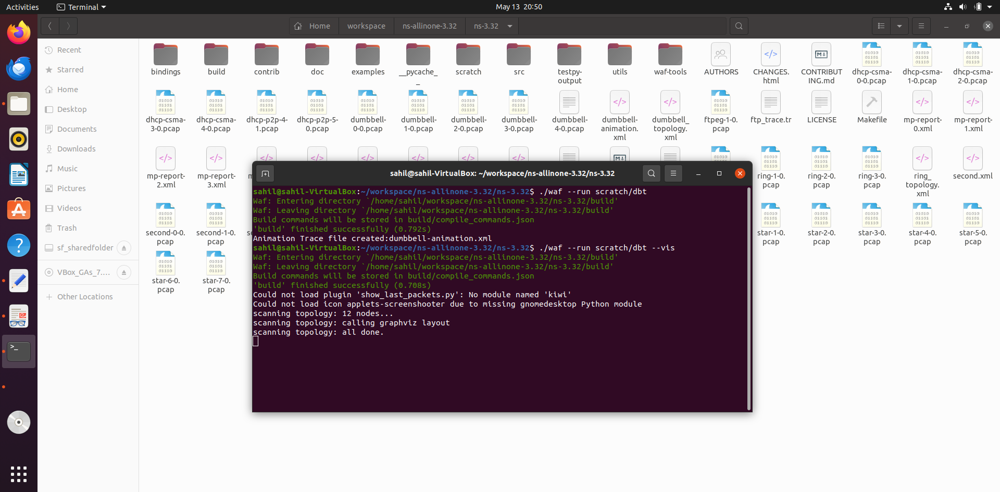 Activities
Terminal
May 13 20:50
Home
workspace
ns-allinone-3.32
ns-3.32
Recent
Starred
Home
Desktop
Documents
Downloads
Music
Pictures
Videos
Trash
sf_sharedfolder
VBox_GAs_7....
Other Locations
bindings
build
contrib
doc
examples
__pycache_
_
scratch
src
testpy-
output
utils
waf-tools
AUTHORS
CHANGES.
html
CONTRIBUT
ING.md
dhcp-csma-
0-0.pcap
dhcp-csma-
1-0.pcap
dhcp-csma-
2-0.pcap
dhcp-csma-
3-0.pcap
dhcp-csma-
4-0.pcap
dhcp-p2p-4-
1.pcap
dhcp-p2p-5-
0.pcap
dumbbell-
0-0.pcap
dumbbell-
1-0.pcap
dumbbell-
2-0.pcap
dumbbell-
3-0.pcap
dumbbell-
4-0.pcap
dumbbell-
animation.
xml
dumbbell_
topology.
xml
ftpeg-1-0.
pcap
ftp_trace.tr
LICENSE
Makefile
mp-report-
0.xml
mp-report-
1.xml
mp-report-
2.xml
mp-report-
3.xml
ring-1-0.
pcap
ring-2-0.
pcap
ring-3-0.
pcap
ring_
topology.
xml
second.xml
second-0-0.
pcap
second-1-0.
pcap
star-1-0.
pcap
star-2-0.
pcap
star-3-0.
pcap
star-4-0.
pcap
star-5-0.
pcap
star-6-0.
pcap
star-7-0.
pcap
sahil@sahil-VirtualBox: ~/workspace/ns-allinone-3.32/ns-3.32
sahil@sahil-VirtualBox:~/workspace/ns-allinone-3.32/ns-3.32$ ./waf --run scratch/dbt
Waf: Entering directory `/home/sahil/workspace/ns-allinone-3.32/ns-3.32/build'
Waf: Leaving directory `/home/sahil/workspace/ns-allinone-3.32/ns-3.32/build'
Build commands will be stored in build/compile_commands.json
'build' finished successfully (0.792s)
Animation Trace file created:dumbbell-animation.xml
sahil@sahil-VirtualBox:~/workspace/ns-allinone-3.32/ns-3.32$ ./waf --run scratch/dbt --vis
Waf: Entering directory `/home/sahil/workspace/ns-allinone-3.32/ns-3.32/build'
Waf: Leaving directory `/home/sahil/workspace/ns-allinone-3.32/ns-3.32/build'
Build commands will be stored in build/compile_commands.json
'build' finished successfully (0.708s)
Could not load plugin 'show_last_packets.py': No module named 'kiwi'
Could not load icon applets-screenshooter due to missing gnomedesktop Python module
scanning topology: 12 nodes...
scanning topology: calling graphviz layout
scanning topology: all done.